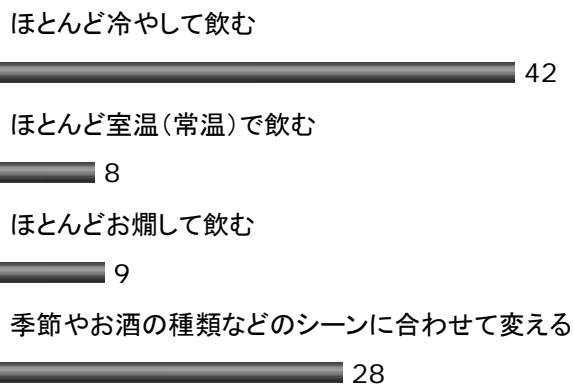 ほとんど冷やして飲む
42
ほとんど室温（常温）で飲む
8
ほとんどお燗して飲む
9
季節やお酒の種類などのシーンに合わせて変える
28